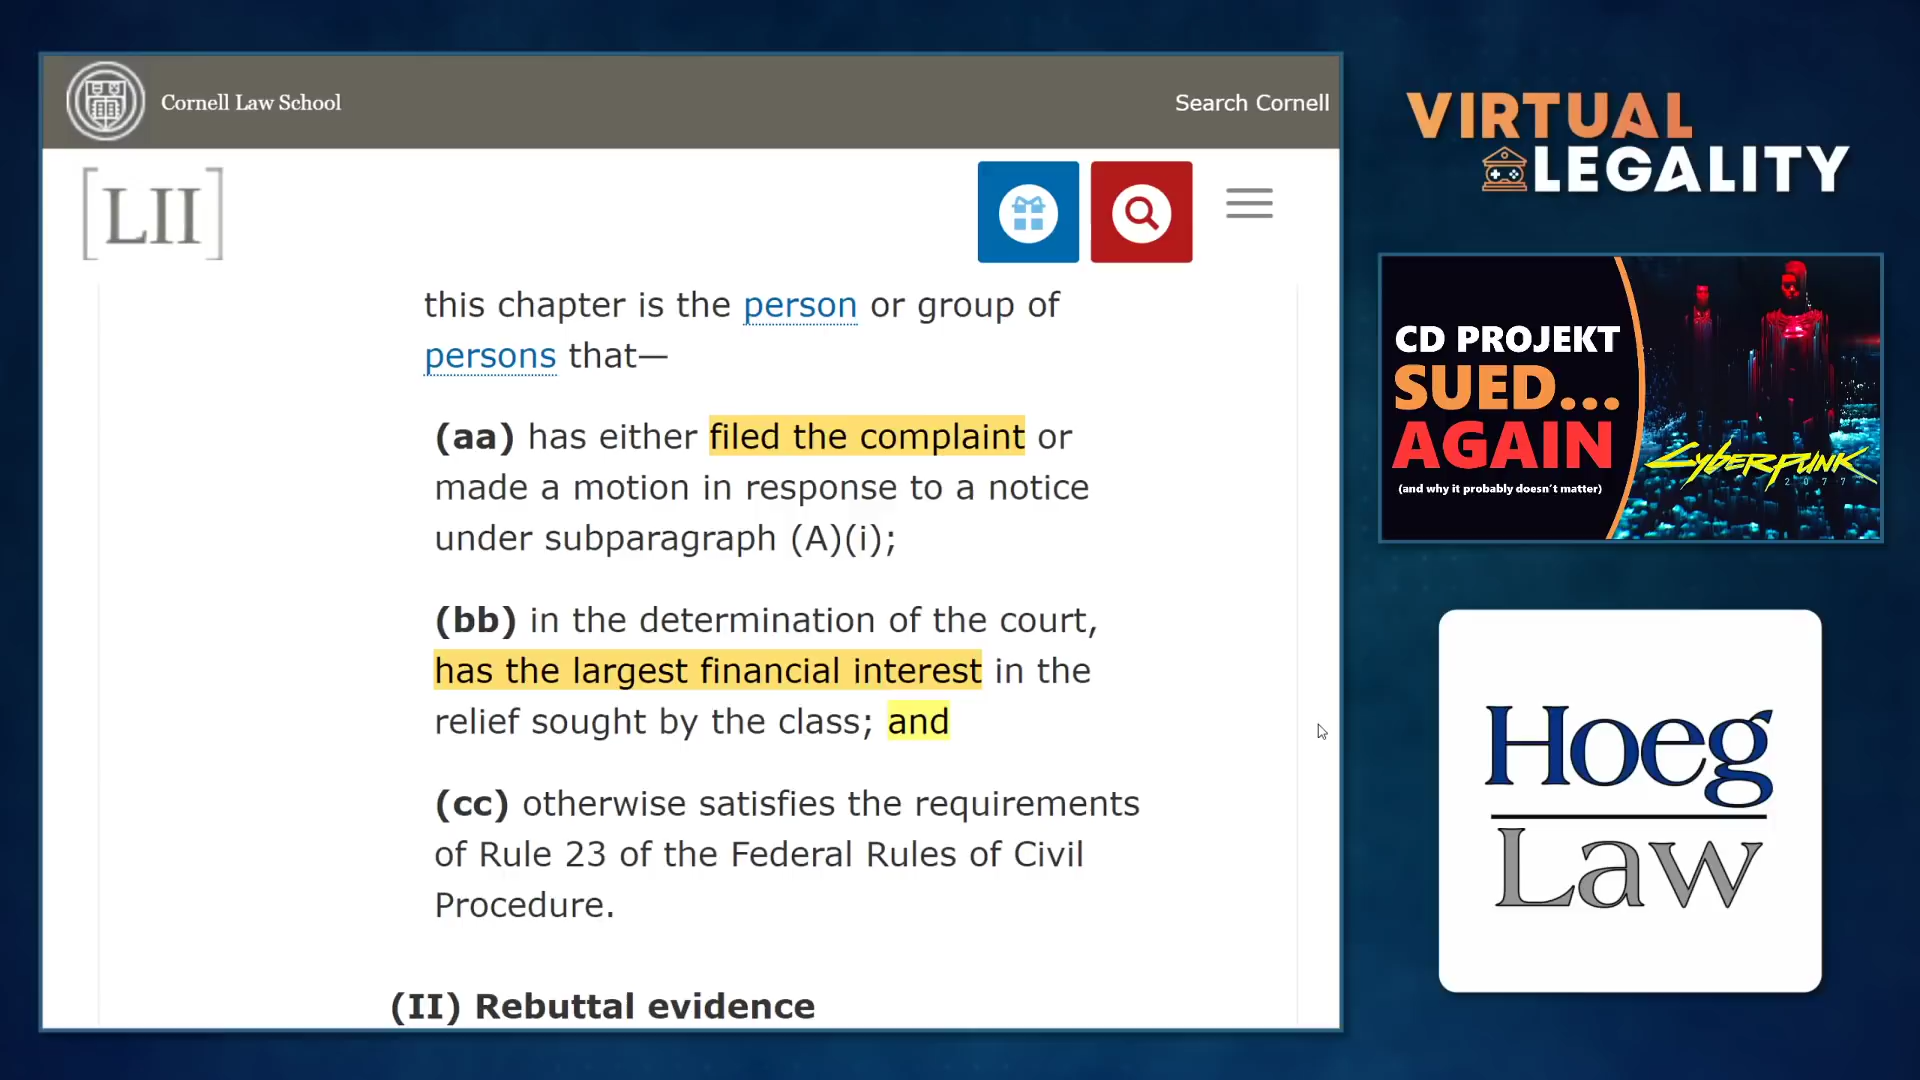 Cornell Law School
Search Cornell
[LII]
this chapter is the person or group of
persons that—
(aa) has either filed the complaint or
made a motion in response to a notice
under subparagraph (A)(i);
(bb) in the determination of the court,
has the largest financial interest in the
relief sought by the class; and
(cc) otherwise satisfies the requirements
of Rule 23 of the Federal Rules of Civil
Procedure.
(II) Rebuttal evidence
VIRTUAL
LEGALITY
CD PROJEKT
SUED...
AGAIN
(and why it probably doesn't matter)
CYBERPUNK
2077
Hoeg
Law